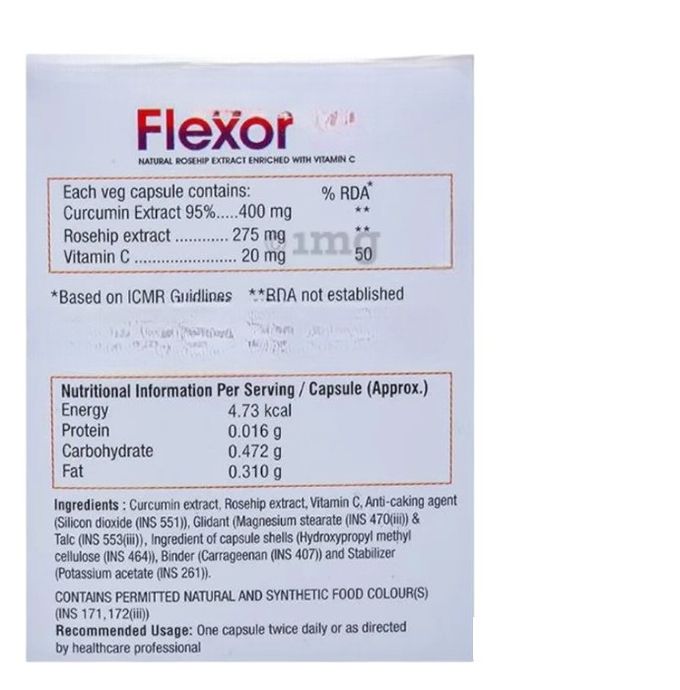 Flexor
NATURAL ROSEHIP EXTRACT ENRICHED WITH VITAMIN C
Each veg capsule contains: % RDA*
Curcumin Extract 95%.....400 mg **
Rosehip extract ........... 275 mg **
Vitamin C ...................... 20 mg 50
1mg
*Based on ICMR Guidlines **RDA not established
Nutritional Information Per Serving / Capsule (Approx.)
Energy 4.73 kcal
Protein 0.016 g
Carbohydrate 0.472 g
Fat 0.310 g
Ingredients : Curcumin extract, Rosehip extract, Vitamin C, Anti-caking agent
(Silicon dioxide (INS 551)), Glidant (Magnesium stearate (INS 470(iii)) &
Talc (INS 553(iii)), Ingredient of capsule shells (Hydroxypropyl methyl
cellulose (INS 464)), Binder (Carrageenan (INS 407)) and Stabilizer
(Potassium acetate (INS 261)).
CONTAINS PERMITTED NATURAL AND SYNTHETIC FOOD COLOUR(S)
(INS 171,172(iii))
Recommended Usage: One capsule twice daily or as directed
by healthcare professional